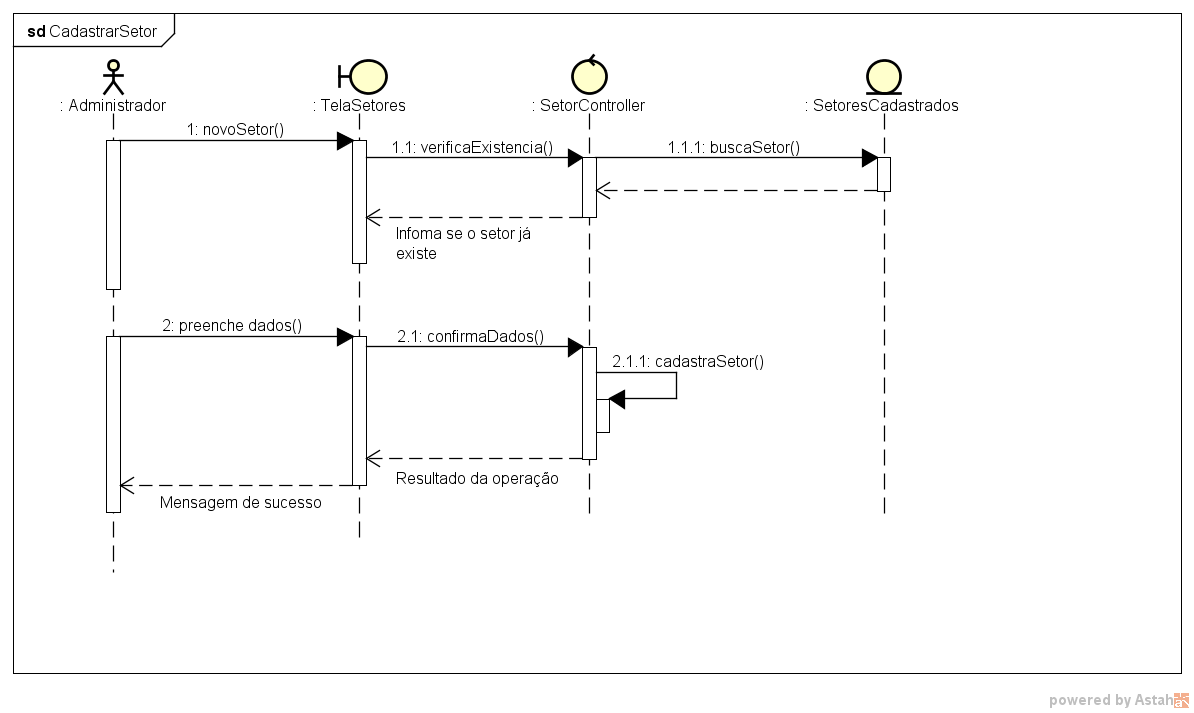 sd CadastrarSetor
: Administrador
: TelaSetores
: SetorController
: SetoresCadastrados
1: novoSetor()
1.1: verificaExistencia()
1.1.1: buscaSetor()
Infoma se o setor já
existe
2: preenche dados()
2.1: confirmaDados()
2.1.1: cadastraSetor()
Resultado da operação
Mensagem de sucesso
powered by Astah